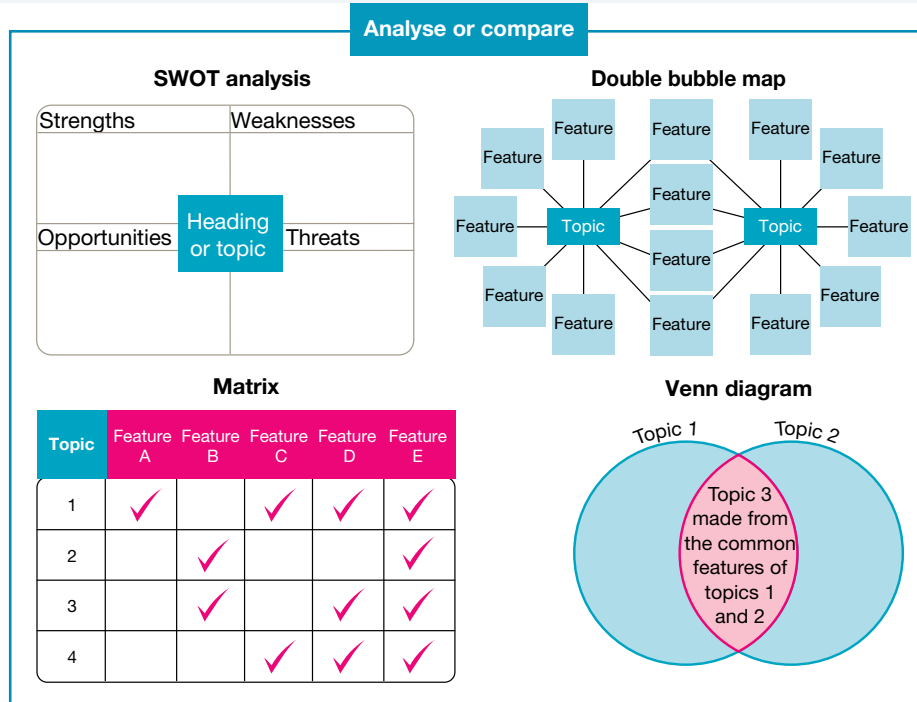 Analyse or compare
SWOT analysis
Strengths
Weaknesses
Opportunities
Threats
Heading
or topic
Double bubble map
Feature
Feature
Feature
Feature
Feature
Feature
Feature
Feature
Topic
Topic
Feature
Feature
Feature
Feature
Feature
Feature
Feature
Matrix
Topic
Feature
A
Feature
B
Feature
C
Feature
D
Feature
E
1
2
3
4
Venn diagram
Topic 1
Topic 2
Topic 3
made from
the common
features of
topics 1
and 2